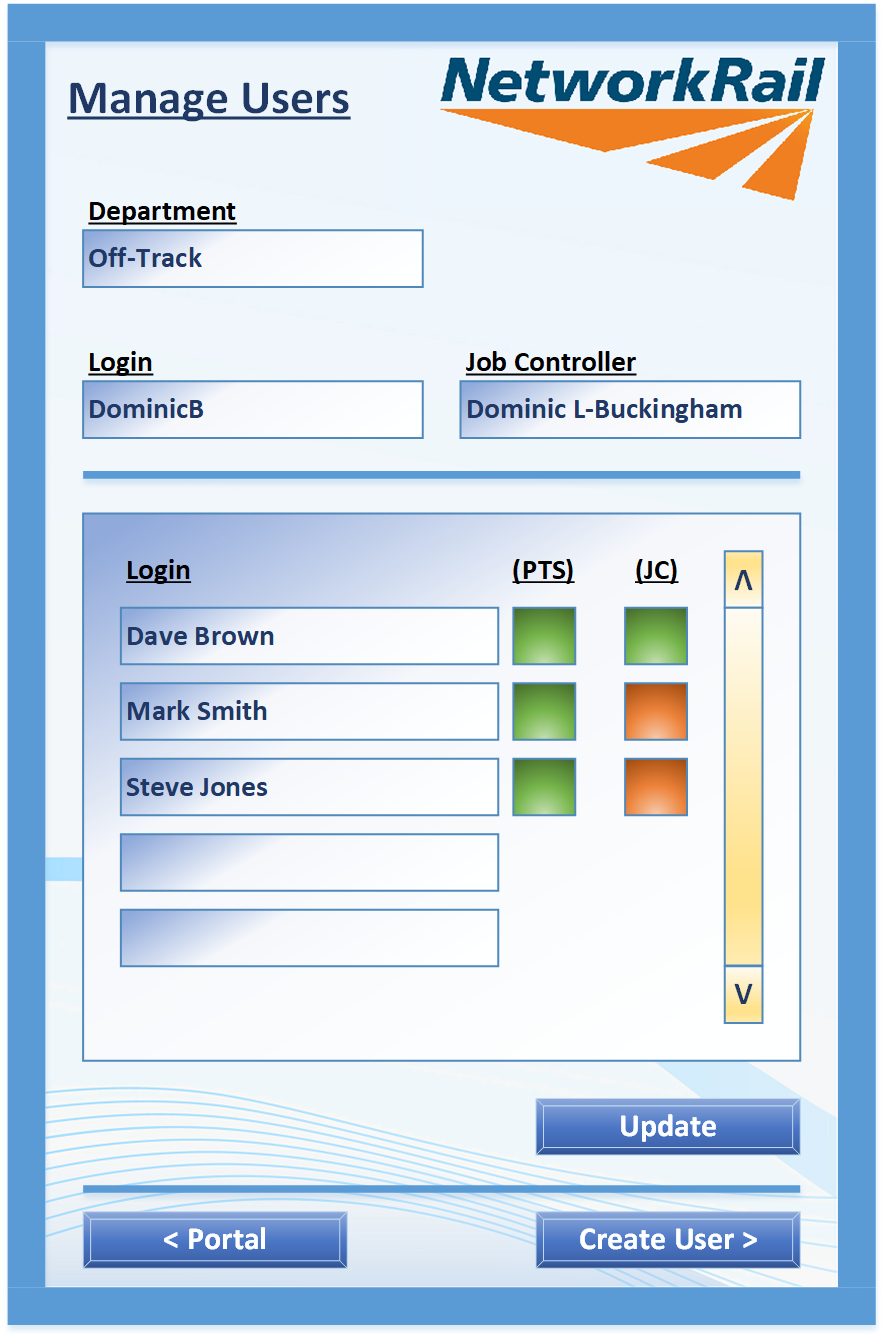 Manage Users
NetworkRail
Department
Off-Track
Login
Job Controller
DominicB
Dominic L-Buckingham
Login (PTS) (JC)
Λ
Dave Brown
Mark Smith
Steve Jones
V
Update
< Portal
Create User >